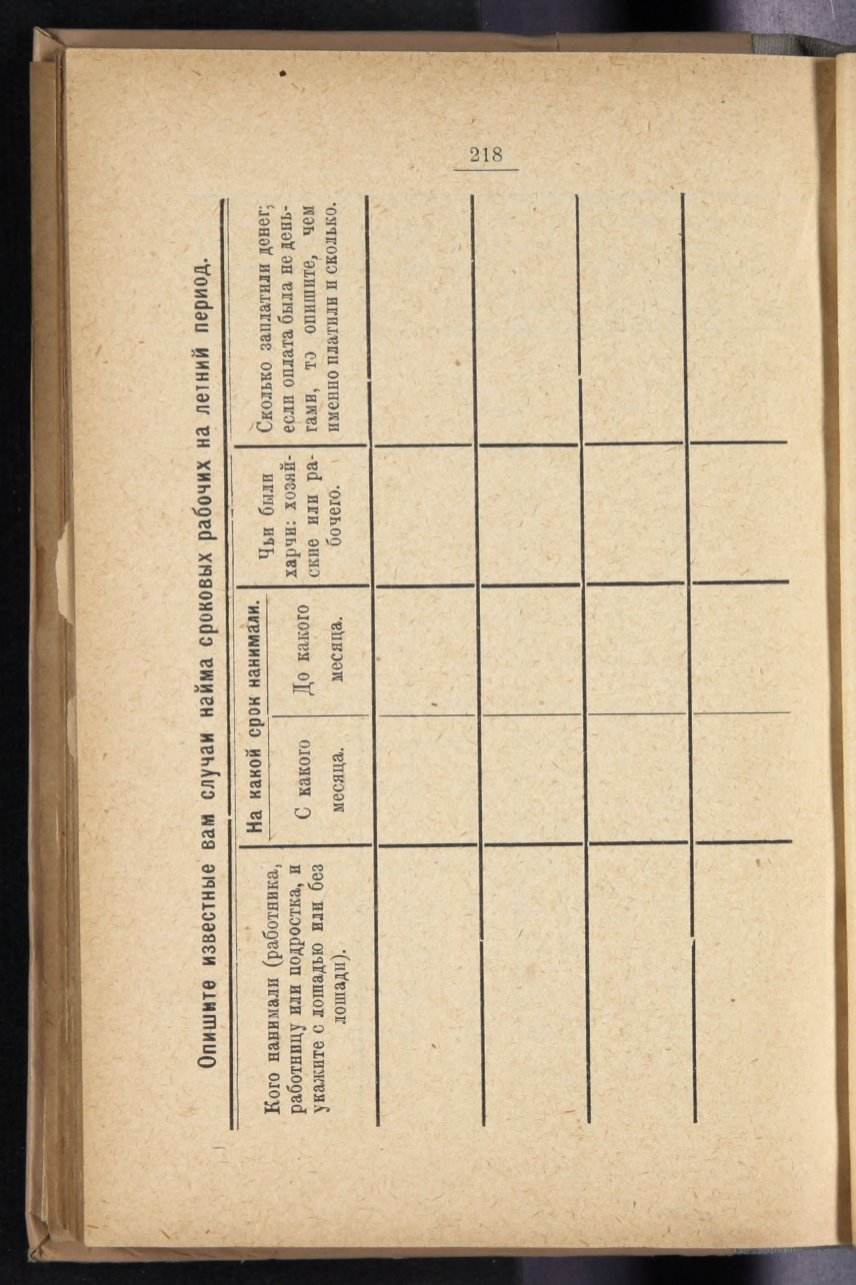 218
Опишите известные вам случаи найма сроковых рабочих на летний период.
Кого нанимали (работника,
работницу или подростка, и
укажите с лошадью или без
лошади).
На какой срок нанимали.
С какого
месяца.
До какого
месяца.
Чьи были
харчи: хозяй-
ские или ра-
бочего.
Сколько заплатили денег;
если оплата была не день-
гами, то опишите, чем
именно платили и сколько.